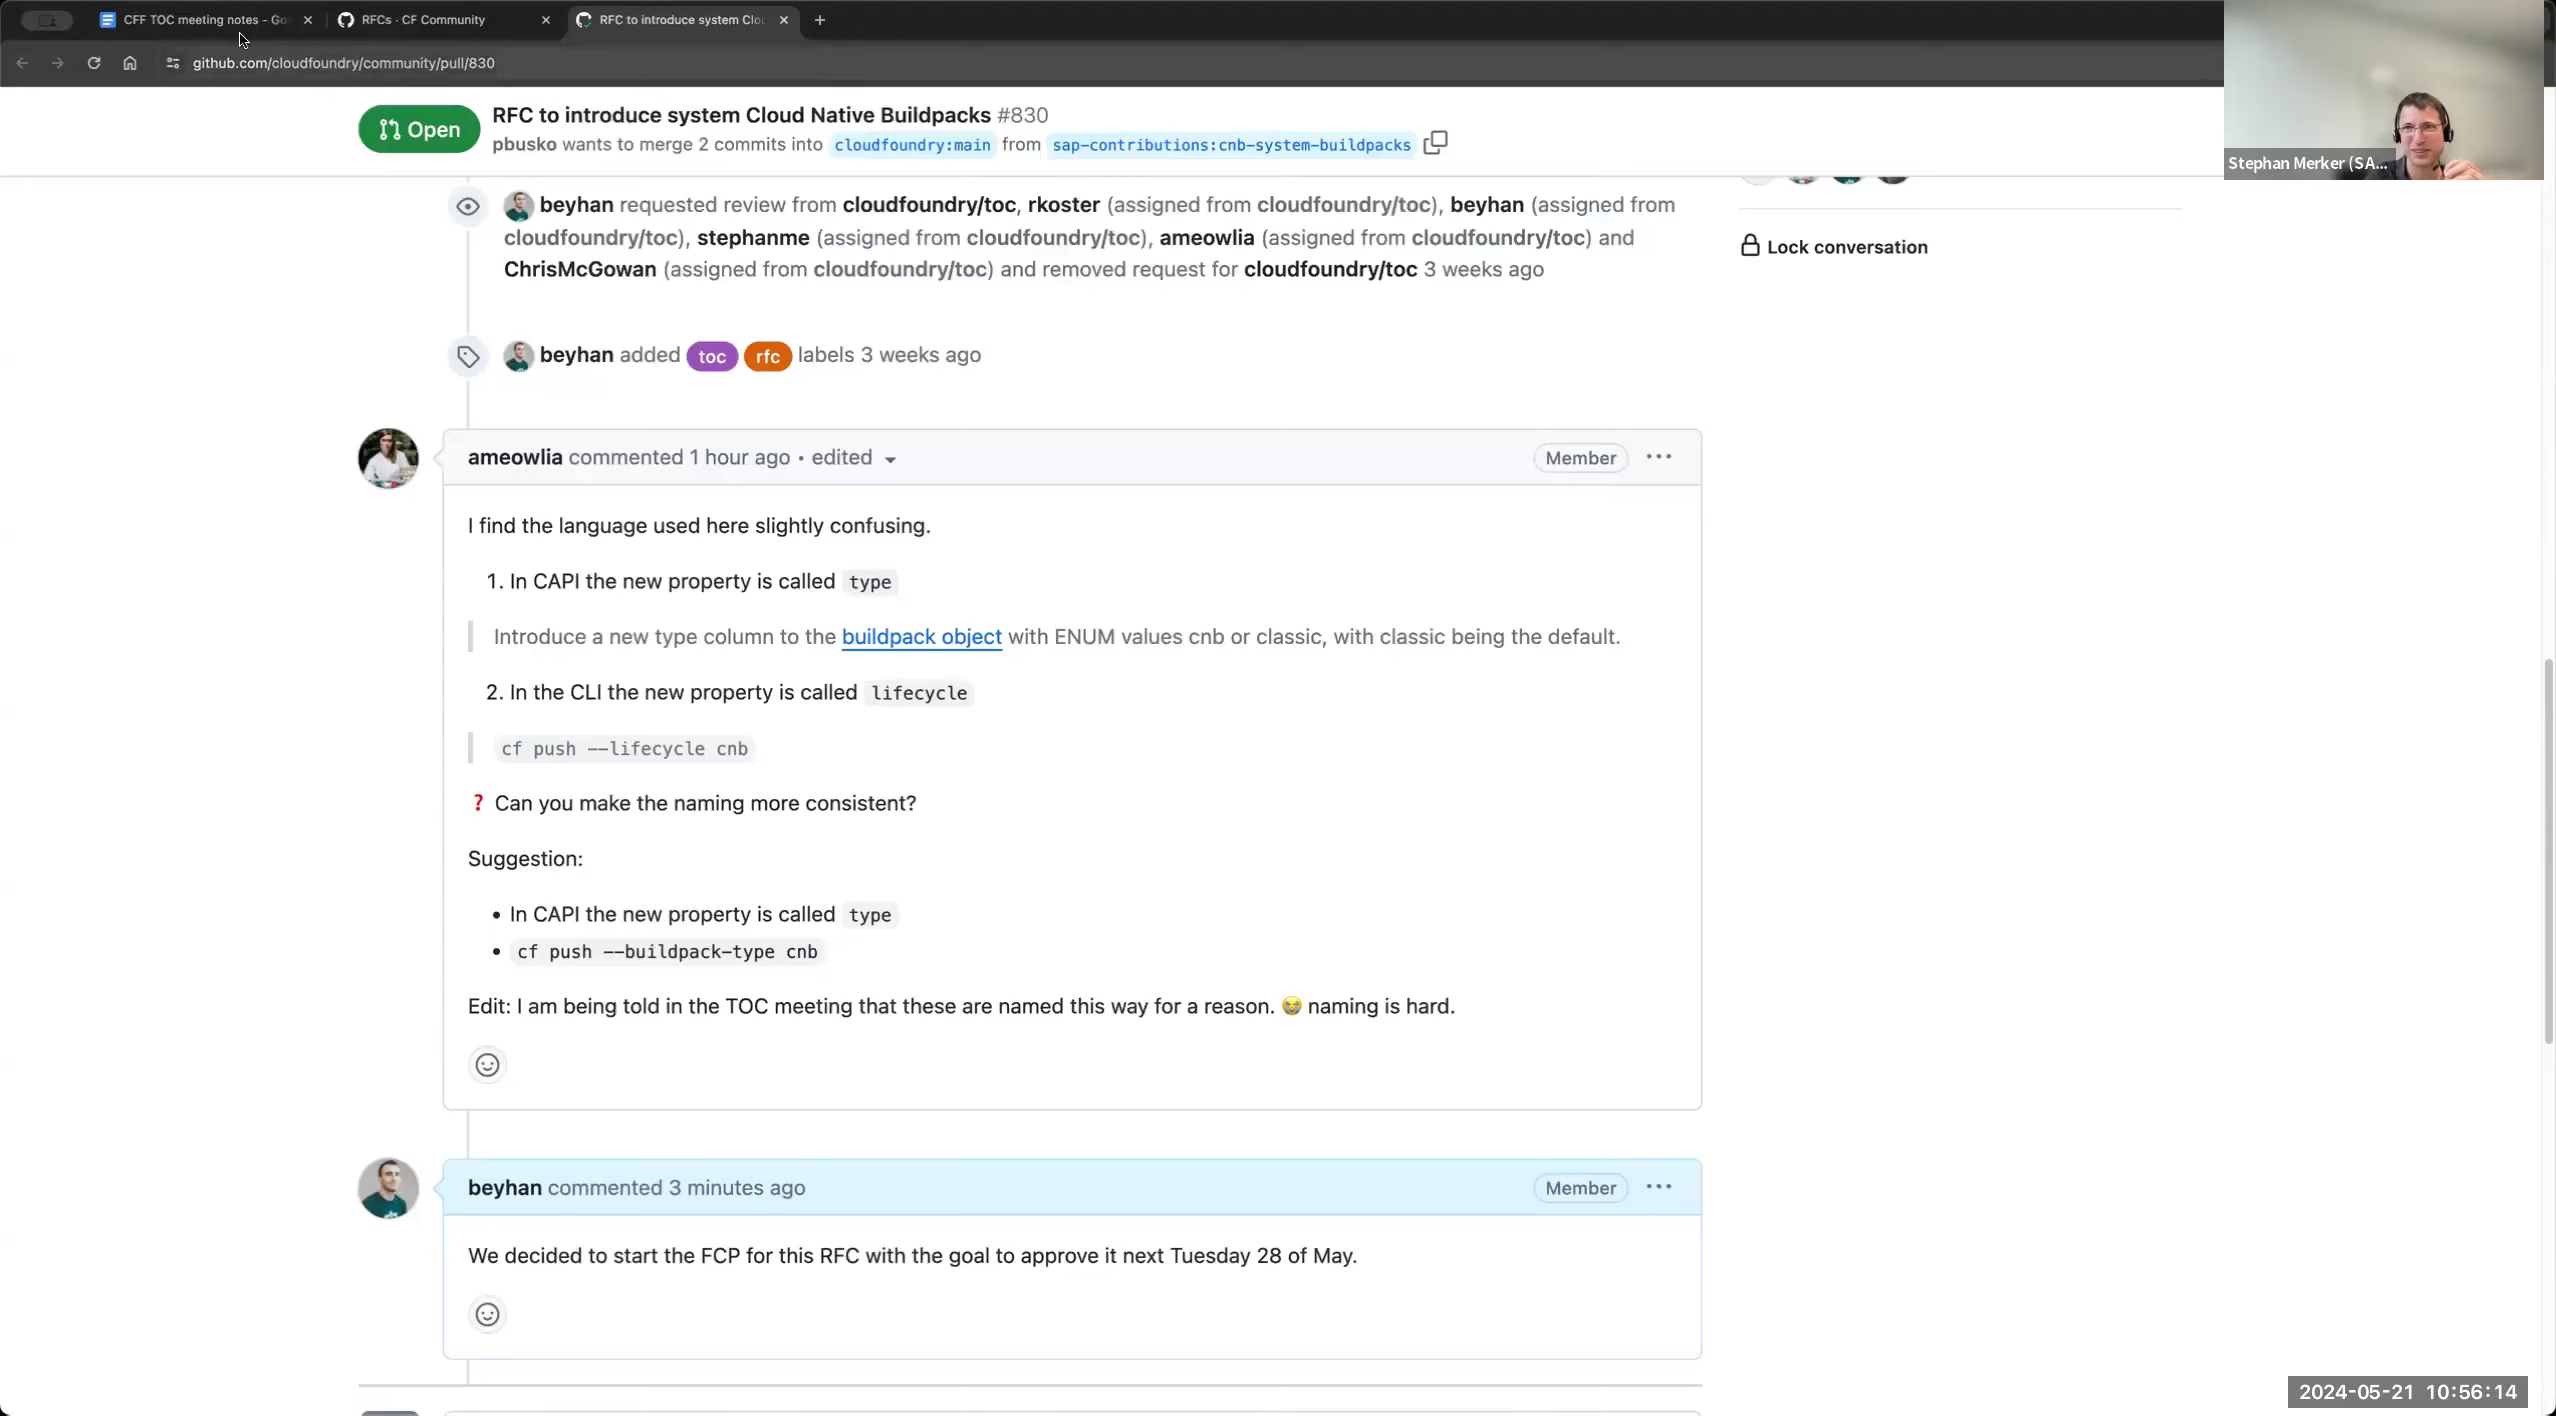 CFF TOC meeting notes - Go
RFCs · CF Community
RFC to introduce system Clo
github.com/cloudfoundry/community/pull/830
Stephan Merker (SA...
Open
RFC to introduce system Cloud Native Buildpacks #830
pbusko wants to merge 2 commits into cloudfoundry:main from sap-contributions:cnb-system-buildpacks
beyhan requested review from cloudfoundry/toc, rkoster (assigned from cloudfoundry/toc), beyhan (assigned from
cloudfoundry/toc), stephanme (assigned from cloudfoundry/toc), ameowlia (assigned from cloudfoundry/toc) and
ChrisMcGowan (assigned from cloudfoundry/toc) and removed request for cloudfoundry/toc 3 weeks ago
Lock conversation
beyhan added toc rfc labels 3 weeks ago
ameowlia commented 1 hour ago • edited
Member
I find the language used here slightly confusing.
1. In CAPI the new property is called type
Introduce a new type column to the buildpack object with ENUM values cnb or classic, with classic being the default.
2. In the CLI the new property is called lifecycle
cf push --lifecycle cnb
❓ Can you make the naming more consistent?
Suggestion:
• In CAPI the new property is called type
• cf push --buildpack-type cnb
Edit: I am being told in the TOC meeting that these are named this way for a reason. 😭 naming is hard.
beyhan commented 3 minutes ago
Member
We decided to start the FCP for this RFC with the goal to approve it next Tuesday 28 of May.
2024-05-21 10:56:14